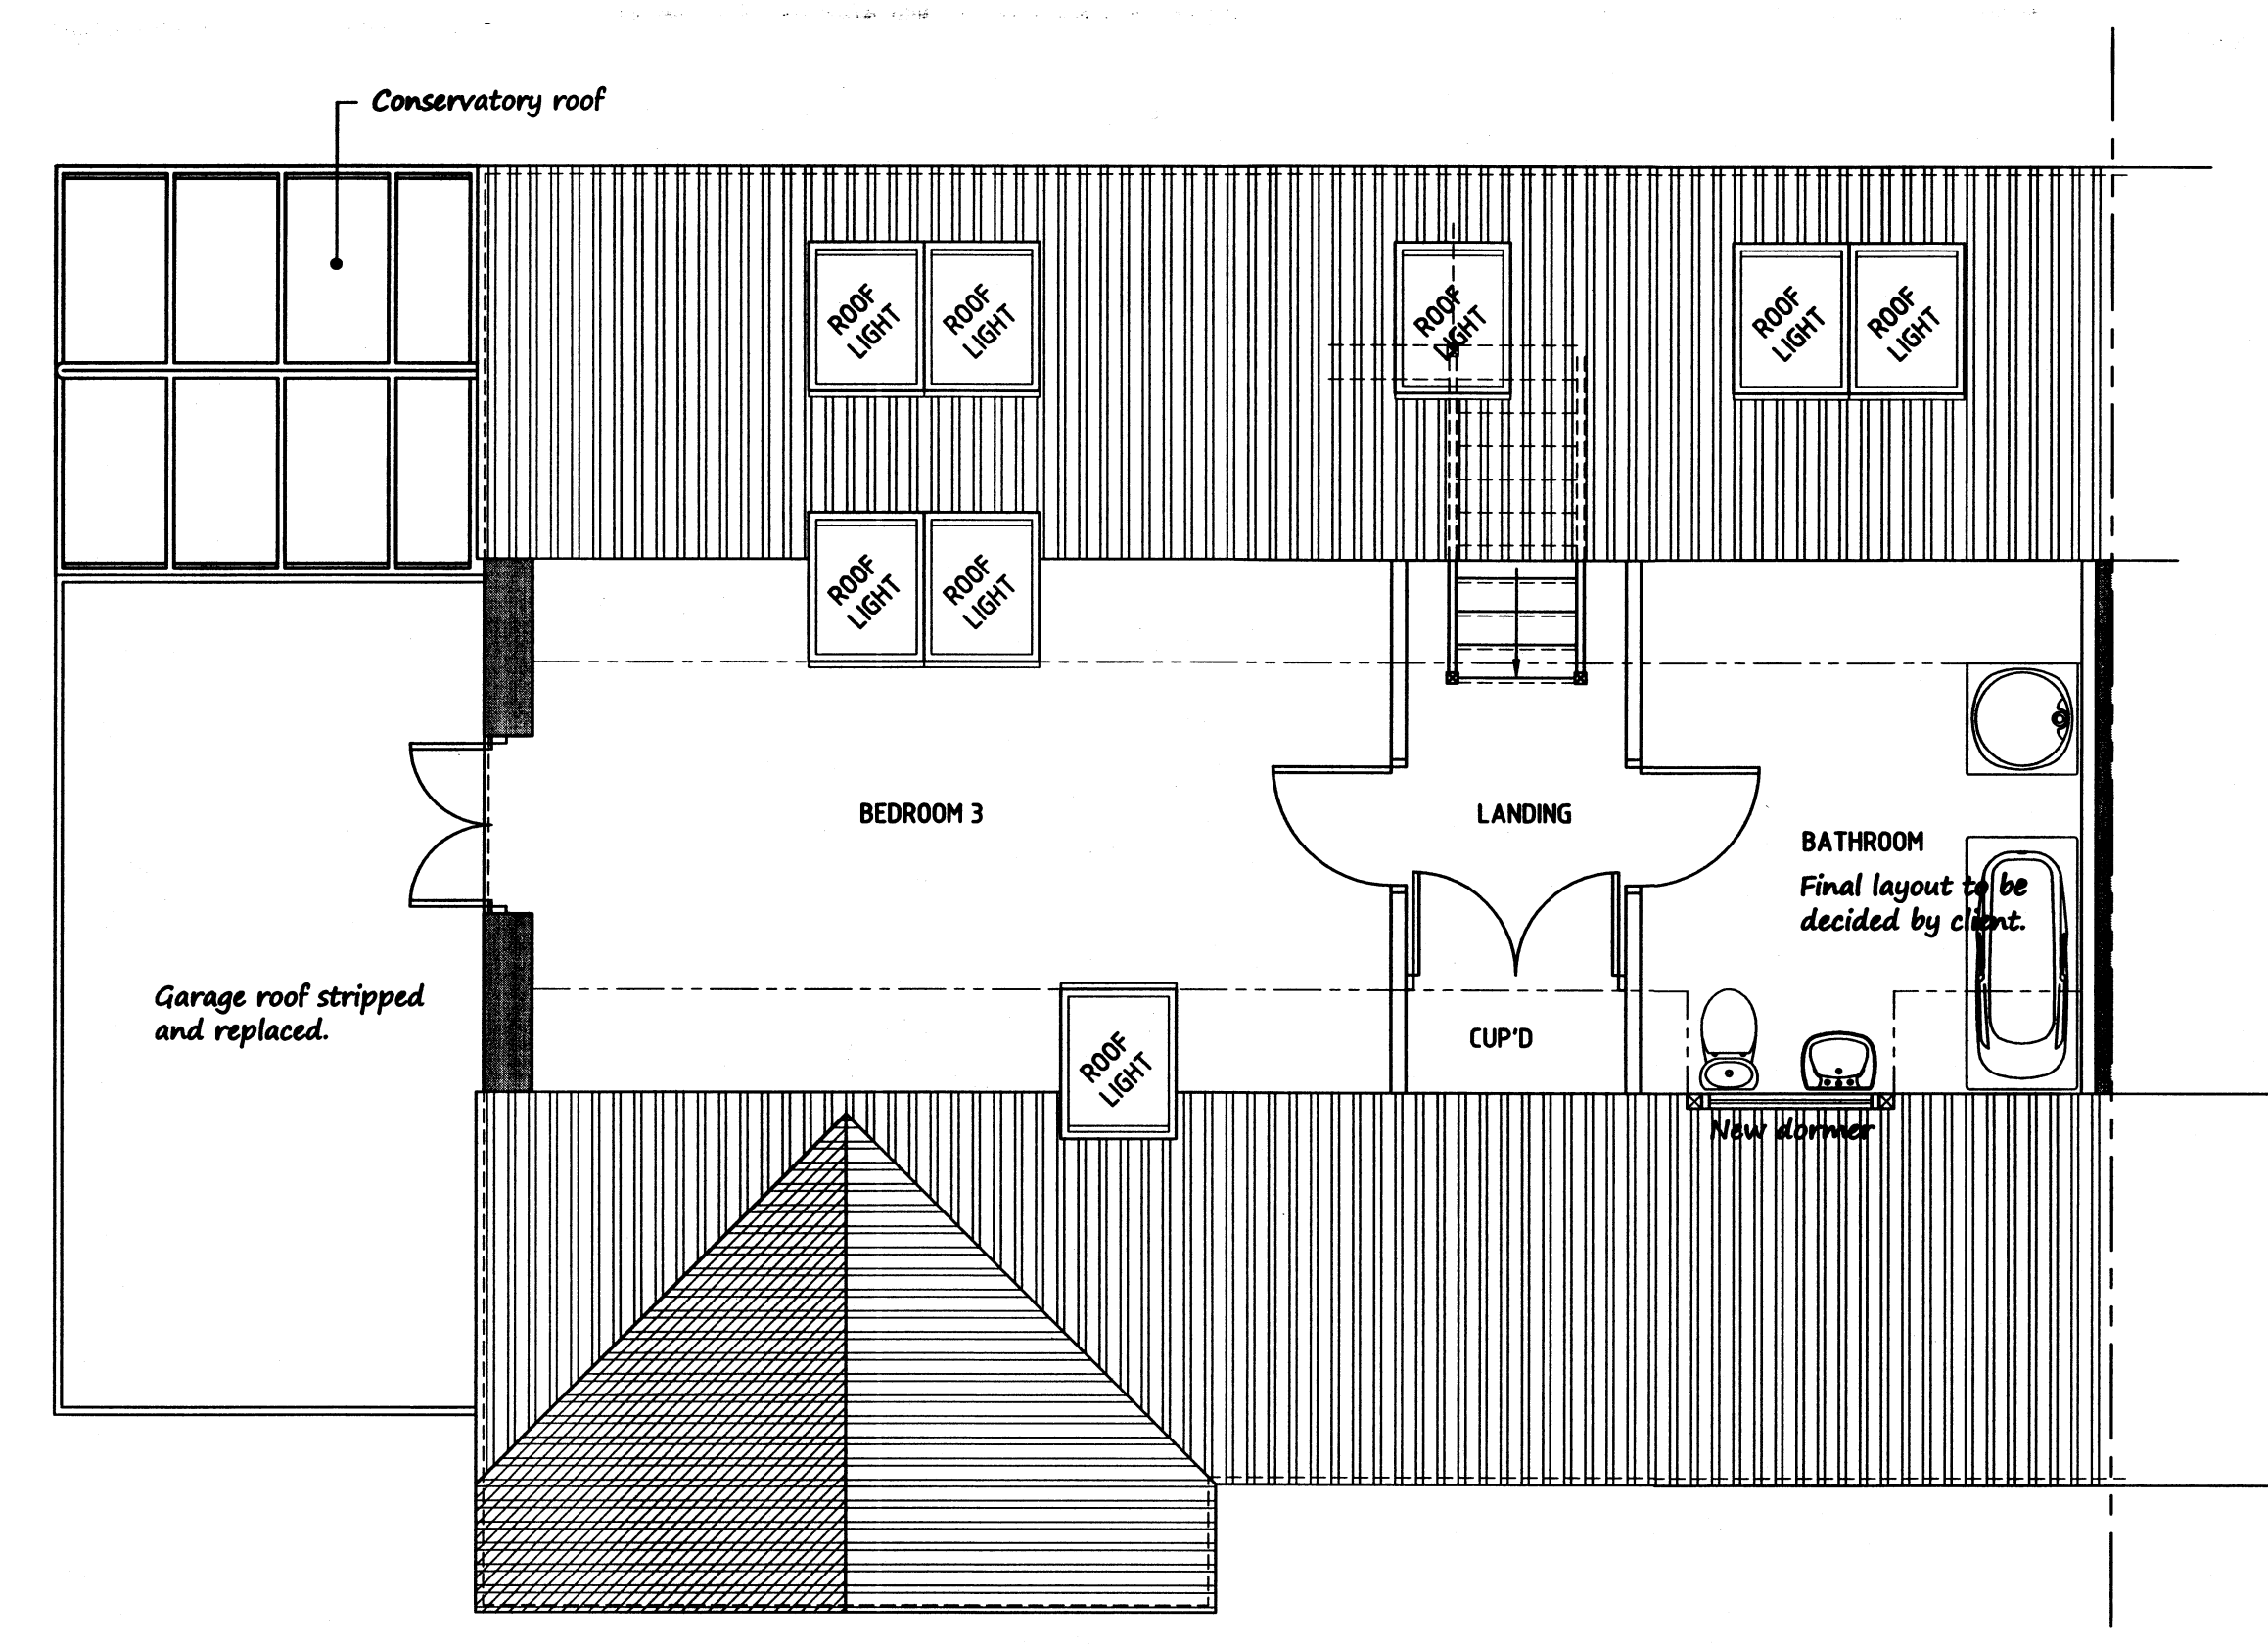 Conservatory roof
ROOF
LIGHT
ROOF
LIGHT
ROOF
LIGHT
ROOF
LIGHT
ROOF
LIGHT
ROOF
LIGHT
ROOF
LIGHT
BEDROOM 3
LANDING
BATHROOM
Final layout to be
decided by client.
Garage roof stripped
and replaced.
CUP'D
ROOF
LIGHT
New dormer